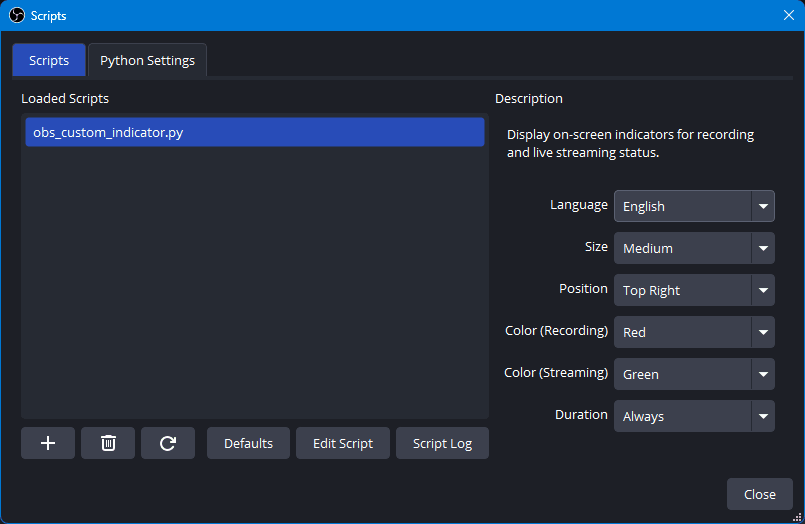 Scripts
Scripts
Python Settings
Loaded Scripts
obs_custom_indicator.py
Defaults
Edit Script
Script Log
Description
Display on-screen indicators for recording
and live streaming status.
Language English
Size Medium
Position Top Right
Color (Recording) Red
Color (Streaming) Green
Duration Always
Close